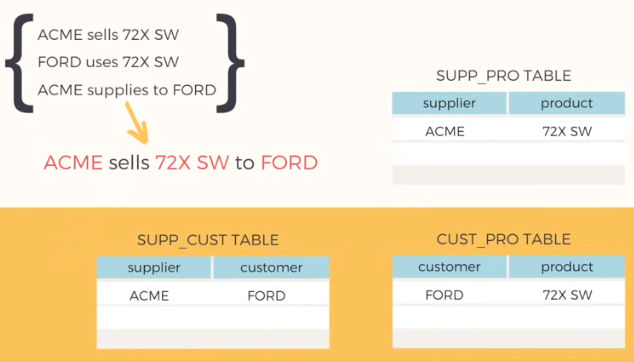 ACME sells 72X SW
FORD uses 72X SW
ACME supplies to FORD
ACME sells 72X SW to FORD
SUPP_PRO TABLE
supplier product
ACME 72X SW
SUPP_CUST TABLE
supplier customer
ACME FORD
CUST_PRO TABLE
customer product
FORD 72X SW